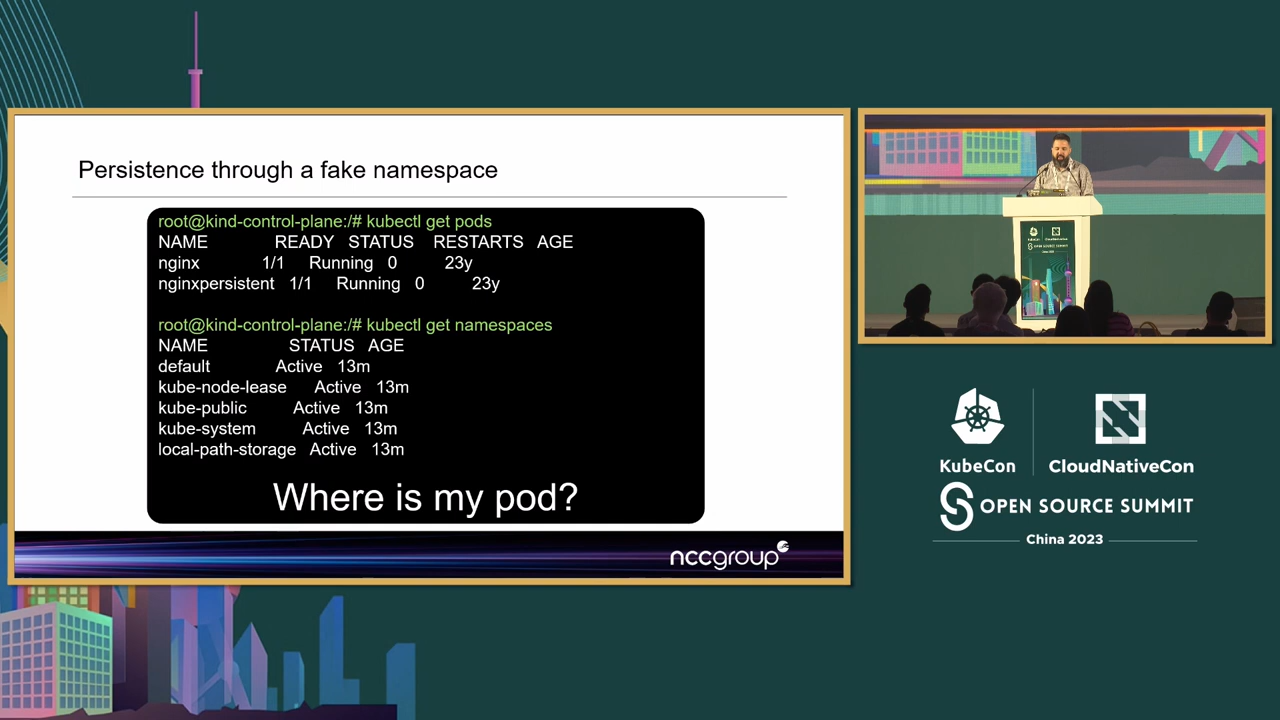 Persistence through a fake namespace
root@kind-control-plane:/# kubectl get pods
NAME READY STATUS RESTARTS AGE
nginx 1/1 Running 0 23y
nginxpersistent 1/1 Running 0 23y
root@kind-control-plane:/# kubectl get namespaces
NAME STATUS AGE
default Active 13m
kube-node-lease Active 13m
kube-public Active 13m
kube-system Active 13m
local-path-storage Active 13m
Where is my pod?
nccgroup
KubeCon CloudNativeCon
OPEN SOURCE SUMMIT
China 2023